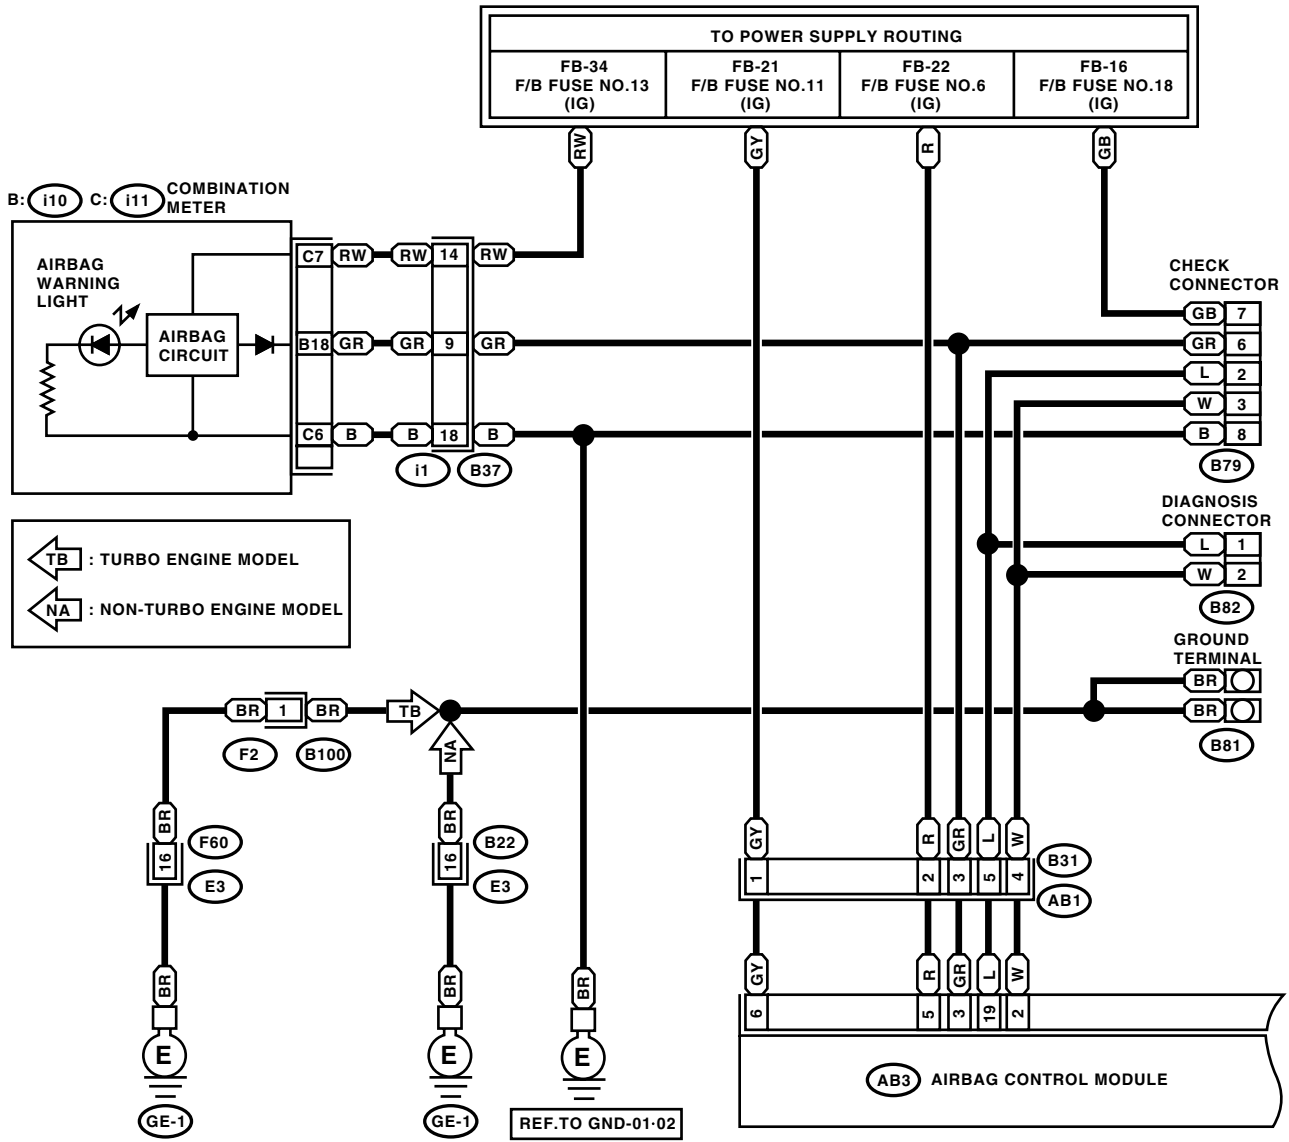 TO POWER SUPPLY ROUTING
FB-34
F/B FUSE NO.13
(IG)
FB-21
F/B FUSE NO.11
(IG)
FB-22
F/B FUSE NO.6
(IG)
FB-16
F/B FUSE NO.18
(IG)
RW
GY
R
GB
B: i10 C: i11 COMBINATION
METER
AIRBAG
WARNING
LIGHT
AIRBAG
CIRCUIT
C7 RW RW 14 RW
B18 GR GR 9 GR
C6 B B 18 B
i1 B37
CHECK
CONNECTOR
GB 7
GR 6
L 2
W 3
B 8
B79
DIAGNOSIS
CONNECTOR
L 1
W 2
B82
GROUND
TERMINAL
BR
BR
B81
TB : TURBO ENGINE MODEL
NA : NON-TURBO ENGINE MODEL
BR 1 BR TB
F2 B100
NA
BR
16
F60
E3
BR
E
GE-1
BR
16
B22
E3
BR
E
GE-1
BR
E
REF.TO GND-01·02
GY R GR L W
1 2 3 5 4
B31
AB1
GY R GR L W
6 5 3 19 2
AB3 AIRBAG CONTROL MODULE